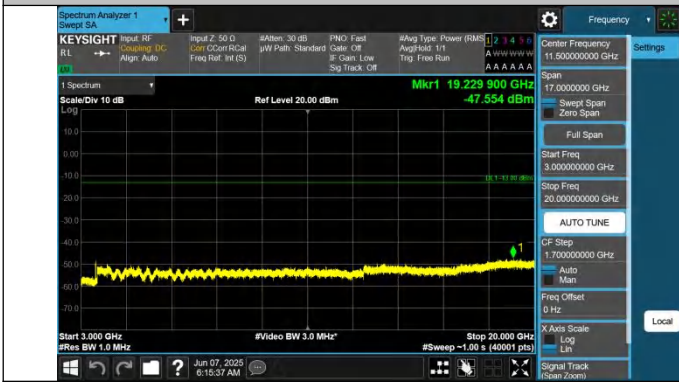 Spectrum Analyzer 1
Swept SA
Frequency
KEYSIGHT
RL
Input: RF
Coupling: DC
Align: Auto
Input Z: 50 Ω
Corr CCorr RCal
Freq Ref: Int (S)
#Atten: 30 dB
µW Path: Standard
PNO: Fast
Gate: Off
IF Gain: Low
Sig Track: Off
#Avg Type: Power (RMS)
Avg|Hold: 1/1
Trig: Free Run
1 2 3 4 5 6
A W W W W W
A A A A A A
1 Spectrum
Scale/Div 10 dB
Log
Ref Level 20.00 dBm
Mkr1 19.229 900 GHz
-47.554 dBm
10.0
0.00
-10.0
-20.0
-30.0
-40.0
-50.0
-60.0
-70.0
DL1 -13.00 dBm
1
Start 3.000 GHz
#Res BW 1.0 MHz
#Video BW 3.0 MHz*
Stop 20.000 GHz
#Sweep ~1.00 s (40001 pts)
Jun 07, 2025
6:15:37 AM
Center Frequency
11.500000000 GHz
Settings
Span
17.0000000 GHz
Swept Span
Zero Span
Full Span
Start Freq
3.000000000 GHz
Stop Freq
20.000000000 GHz
AUTO TUNE
CF Step
1.700000000 GHz
Auto
Man
Freq Offset
0 Hz
X Axis Scale
Log
Lin
Local
Signal Track
(Span Zoom)